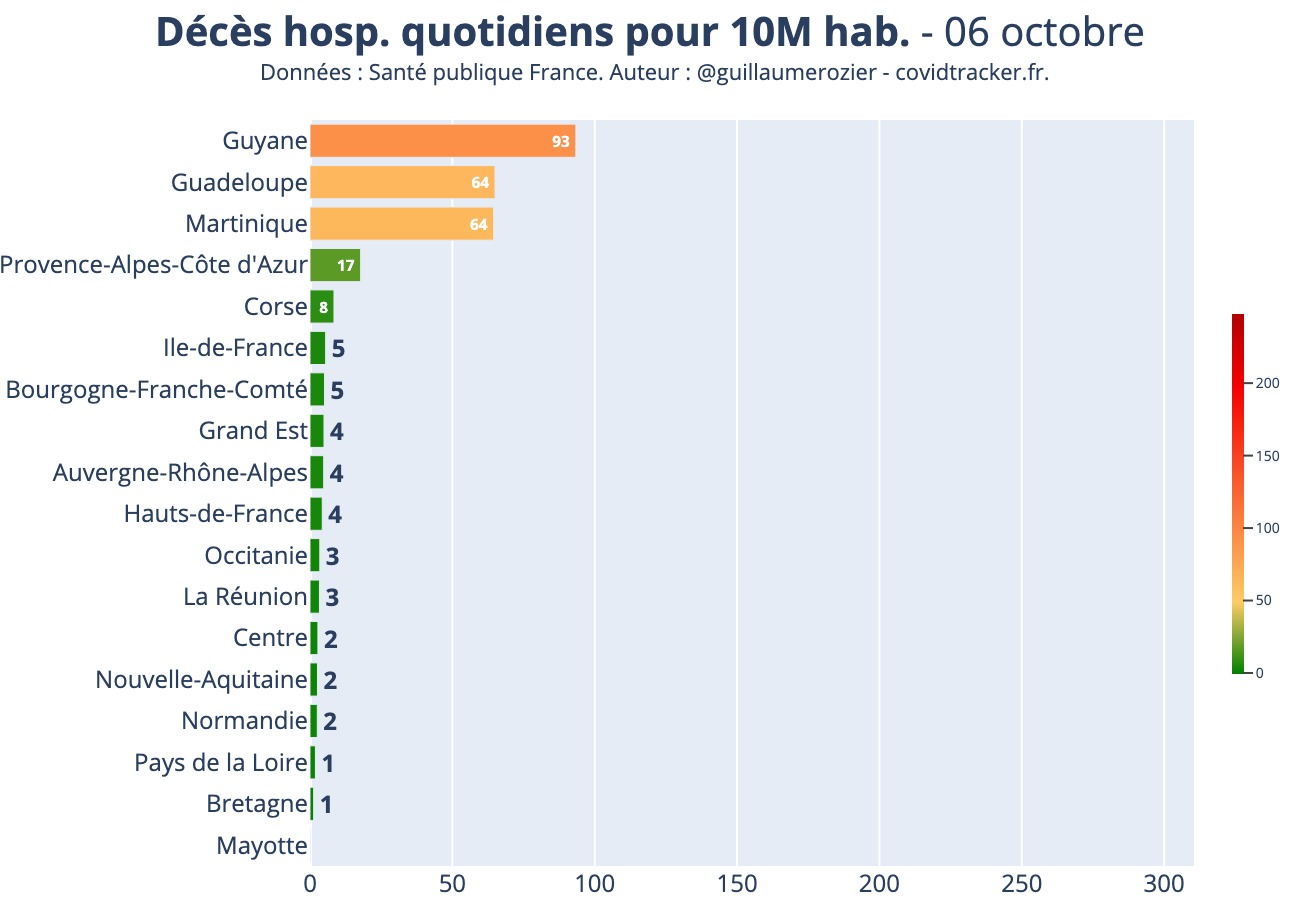 Décès hosp. quotidiens pour 10M hab. - 06 octobre
Données : Santé publique France. Auteur : @guillaumerozier - covidtracker.fr.
Guyane 93
Guadeloupe 64
Martinique 64
Provence-Alpes-Côte d'Azur 17
Corse 8
Ile-de-France 5
Bourgogne-Franche-Comté 5
Grand Est 4
Auvergne-Rhône-Alpes 4
Hauts-de-France 4
Occitanie 3
La Réunion 3
Centre 2
Nouvelle-Aquitaine 2
Normandie 2
Pays de la Loire 1
Bretagne 1
Mayotte
0 50 100 150 200 250 300
200
150
100
50
0